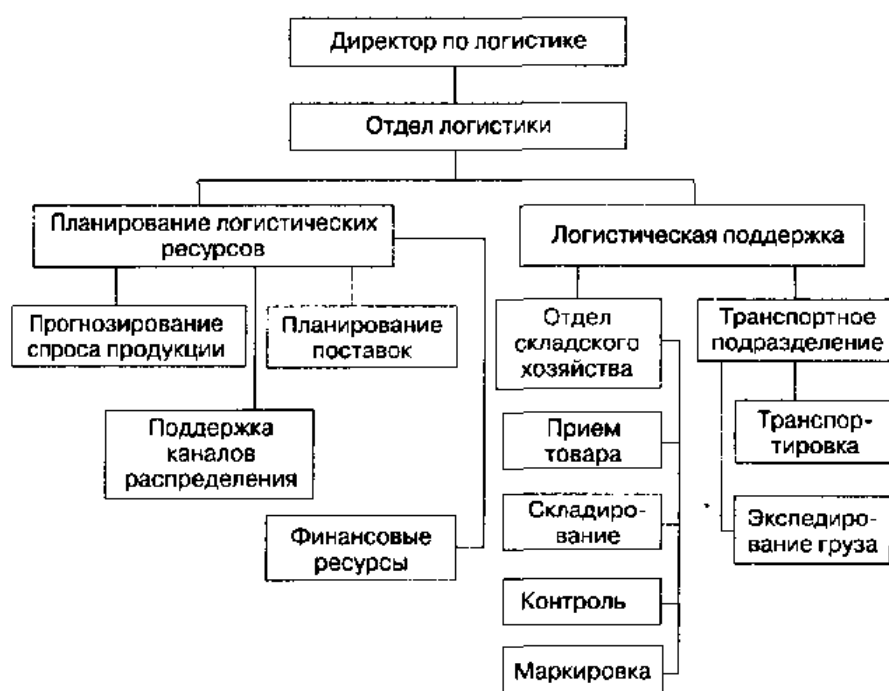 Директор по логистике
Отдел логистики
Планирование логистических
ресурсов
Логистическая поддержка
Прогнозирование
спроса продукции
Планирование
поставок
Отдел
складского
хозяйства
Транспортное
подразделение
Поддержка
каналов
распределения
Прием
товара
Транспор-
тировка
Финансовые
ресурсы
Складиро-
вание
Экспедиро-
вание груза
Контроль
Маркировка